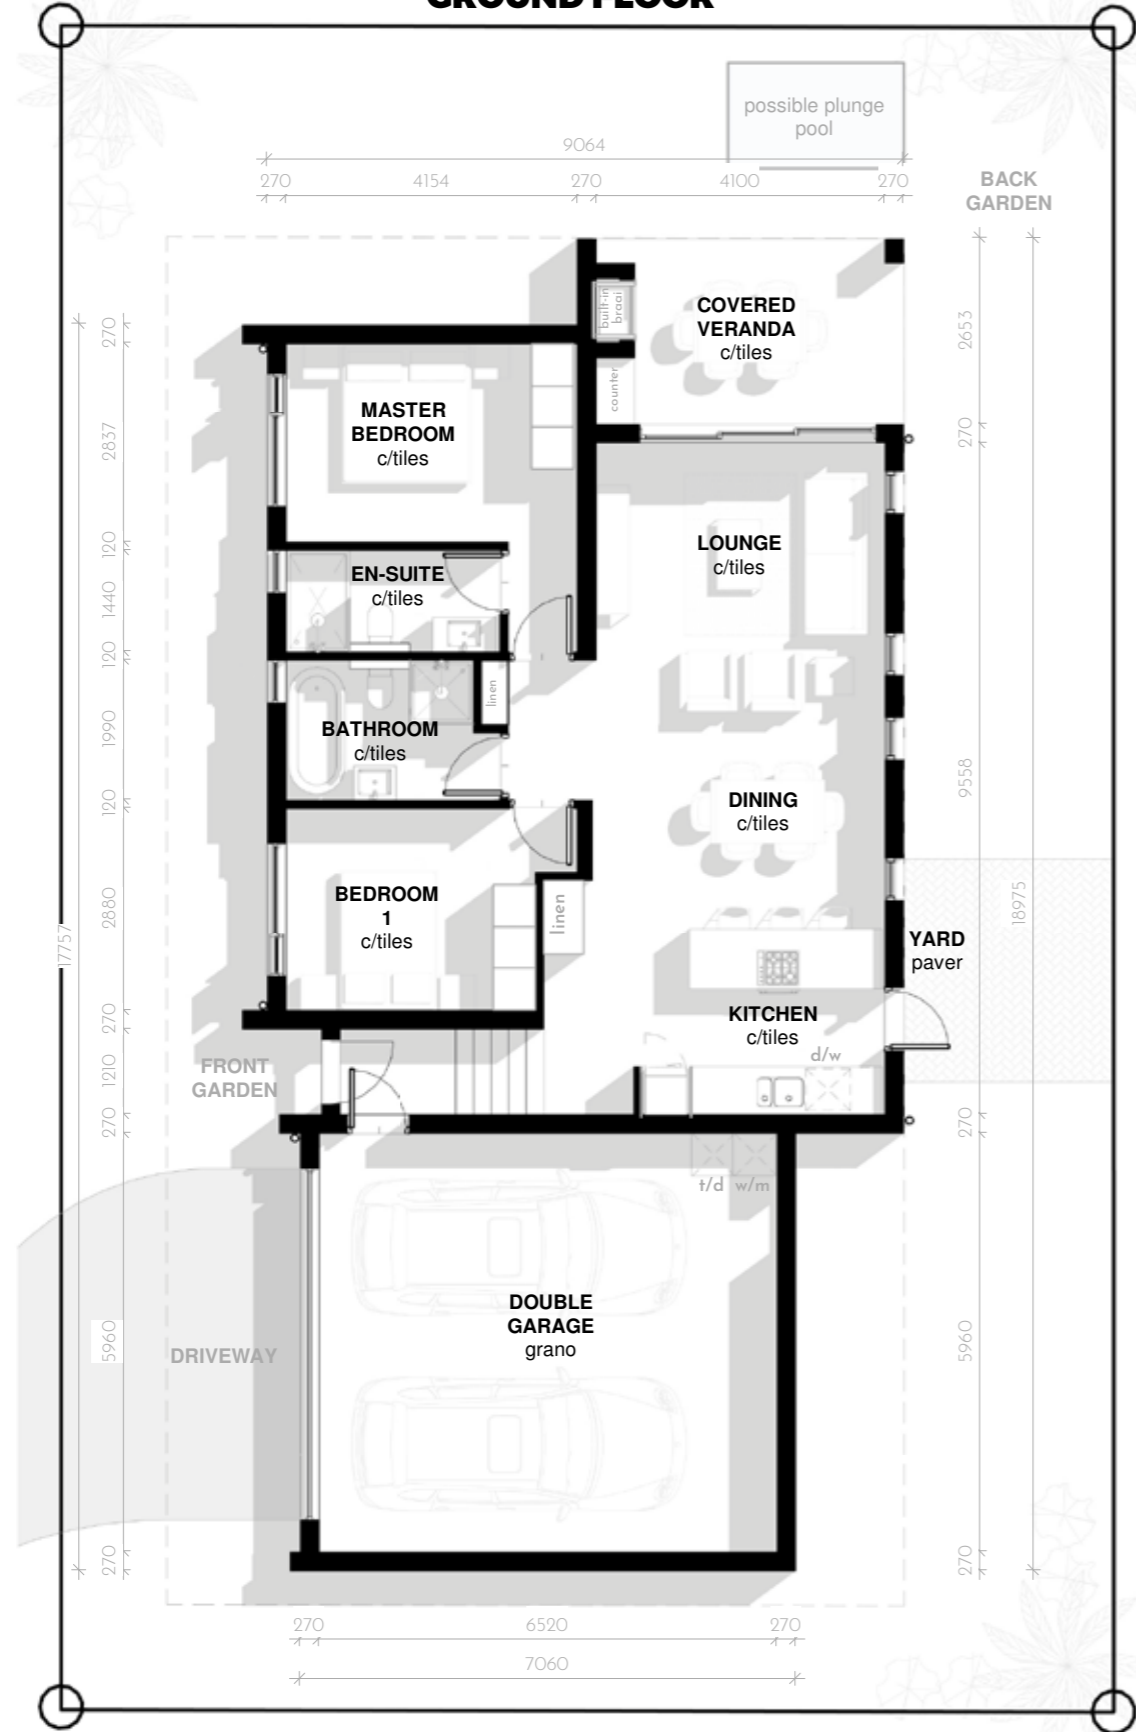 GROUND FLOOR
possible plunge
pool
9064
270
4154
270
4100
270
BACK
GARDEN
built-in
braai
COVERED
VERANDA
c/tiles
counter
MASTER
BEDROOM
c/tiles
LOUNGE
c/tiles
EN-SUITE
c/tiles
linen
BATHROOM
c/tiles
DINING
c/tiles
BEDROOM
1
c/tiles
linen
YARD
paver
KITCHEN
c/tiles
d/w
FRONT
GARDEN
t/d
w/m
DOUBLE
GARAGE
grano
DRIVEWAY
17757
270
2837
120
1440
120
1990
120
2880
270
1210
270
5960
270
2653
270
9558
270
5960
270
18975
270
6520
270
7060